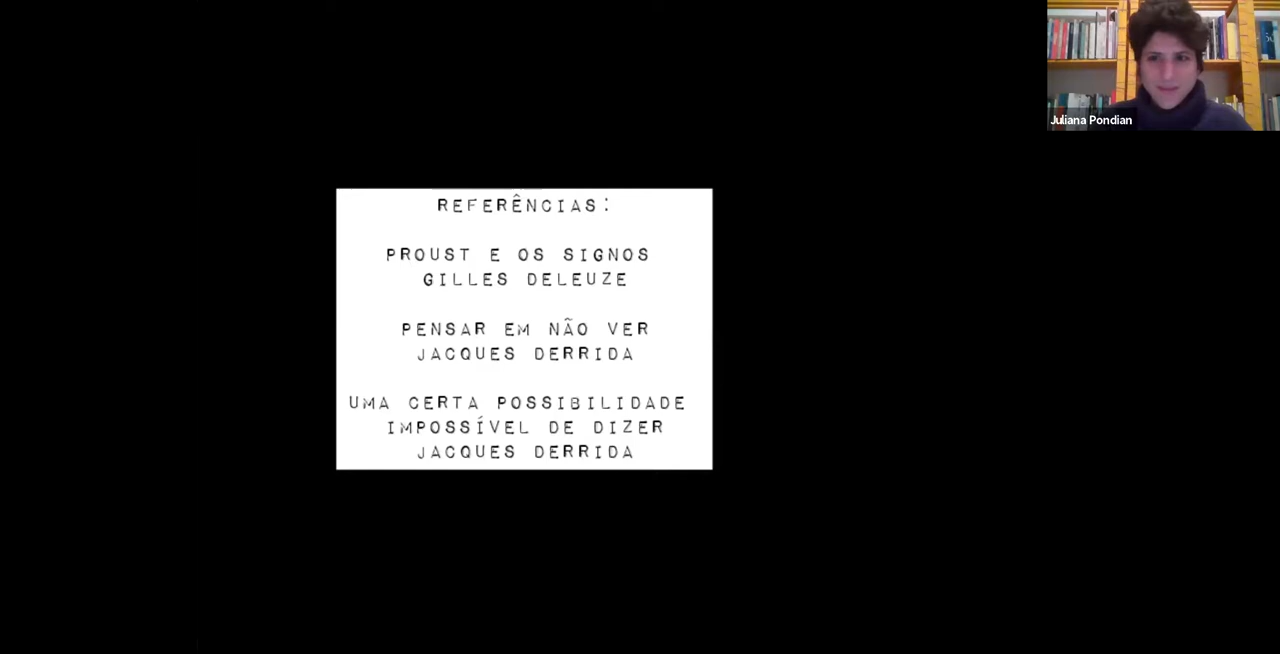 REFERÊNCIAS:
PROUST E OS SIGNOS
GILLES DELEUZE
PENSAR EM NÃO VER
JACQUES DERRIDA
UMA CERTA POSSIBILIDADE
IMPOSSÍVEL DE DIZER
JACQUES DERRIDA
Juliana Pondian